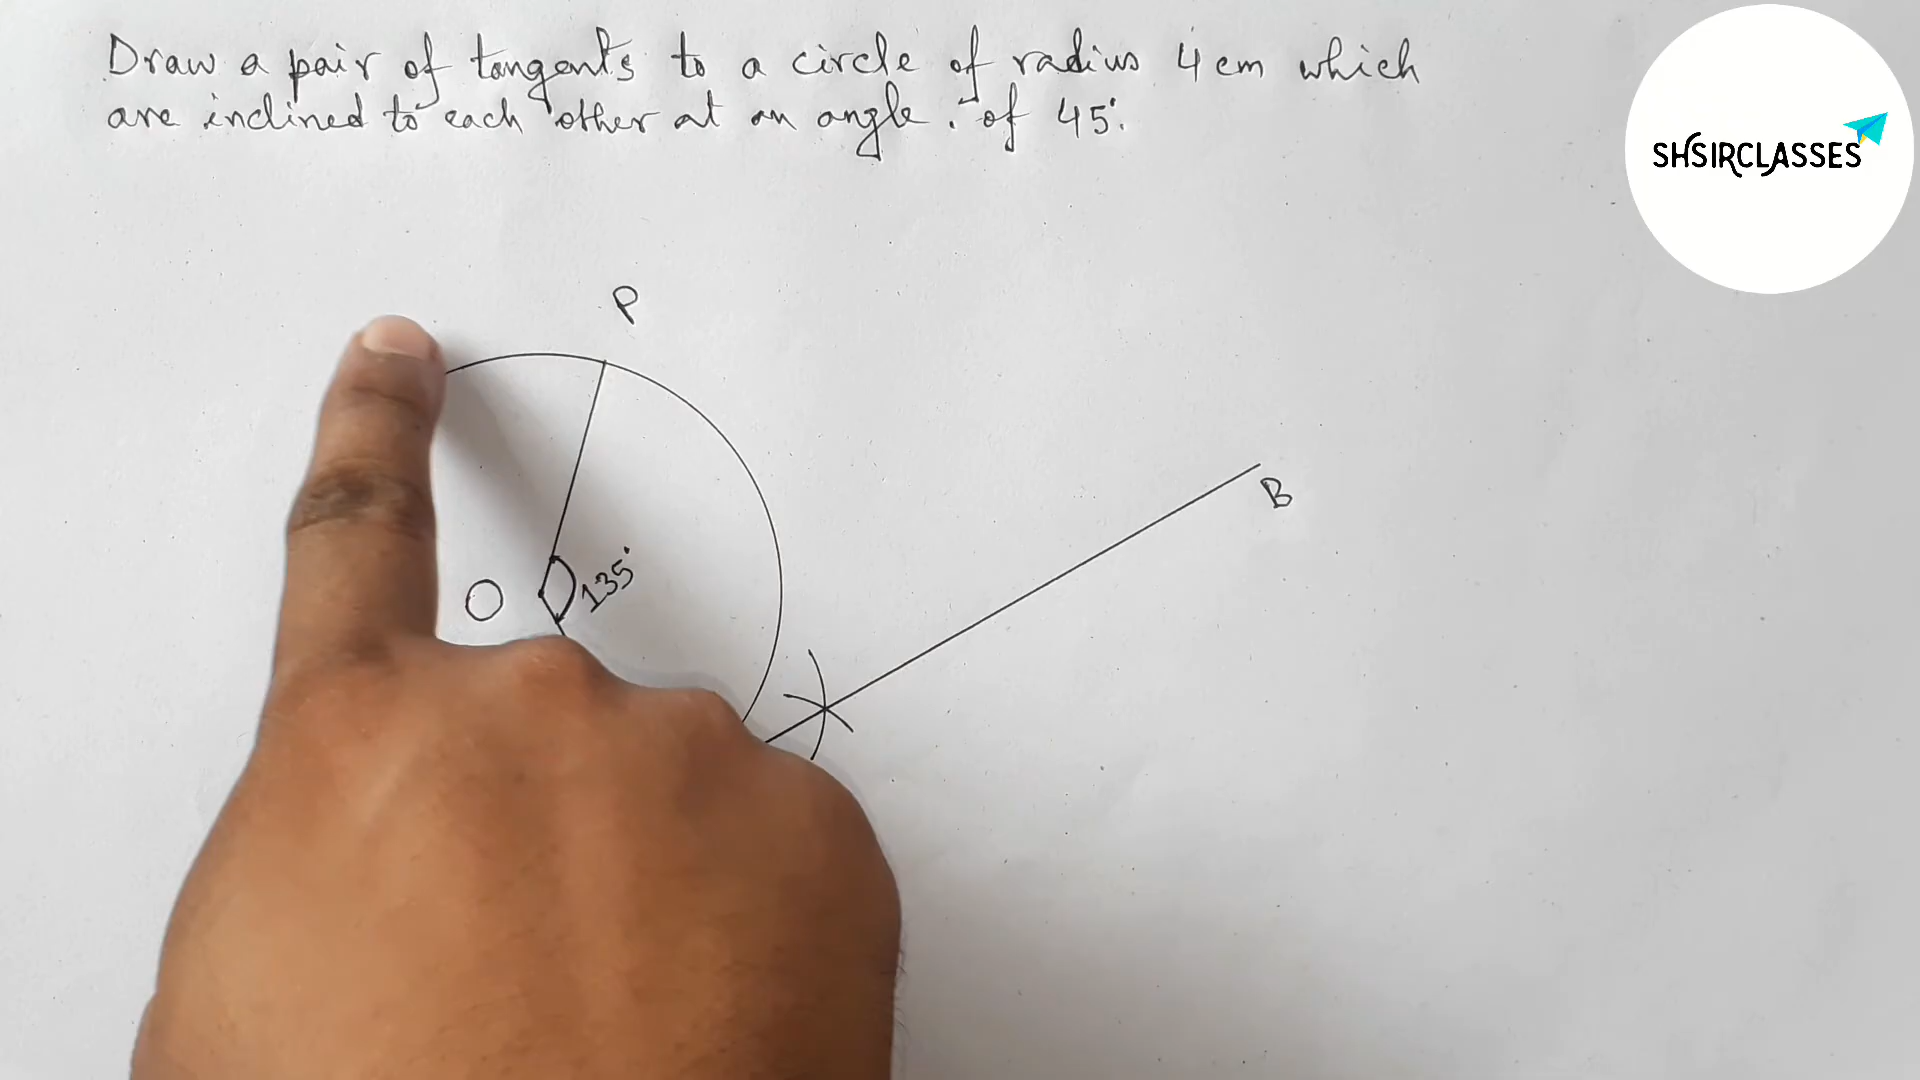 Draw a pair of tangents to a circle of radius 4 cm which
are inclined to each other at an angle. of 45°.
SHSIRCLASSES
P
B
135°
O